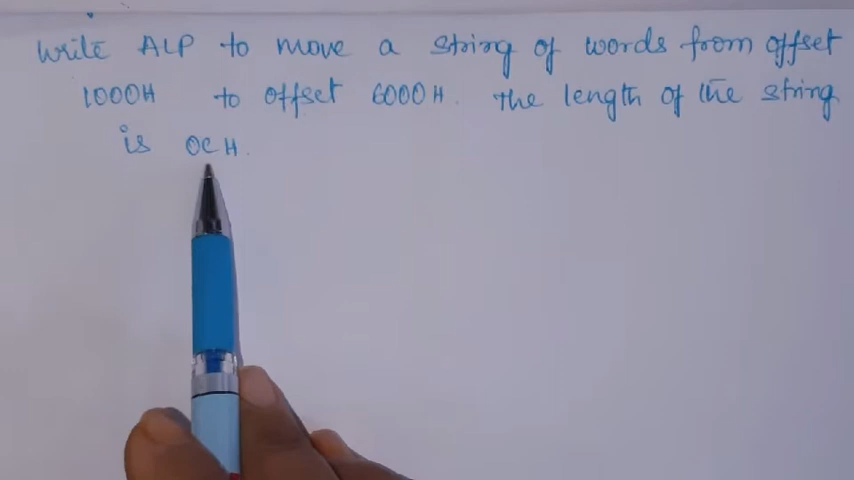 Write ALP to move a string of words from offset
1000H to offset 6000H. The length of the string
is 0CH.